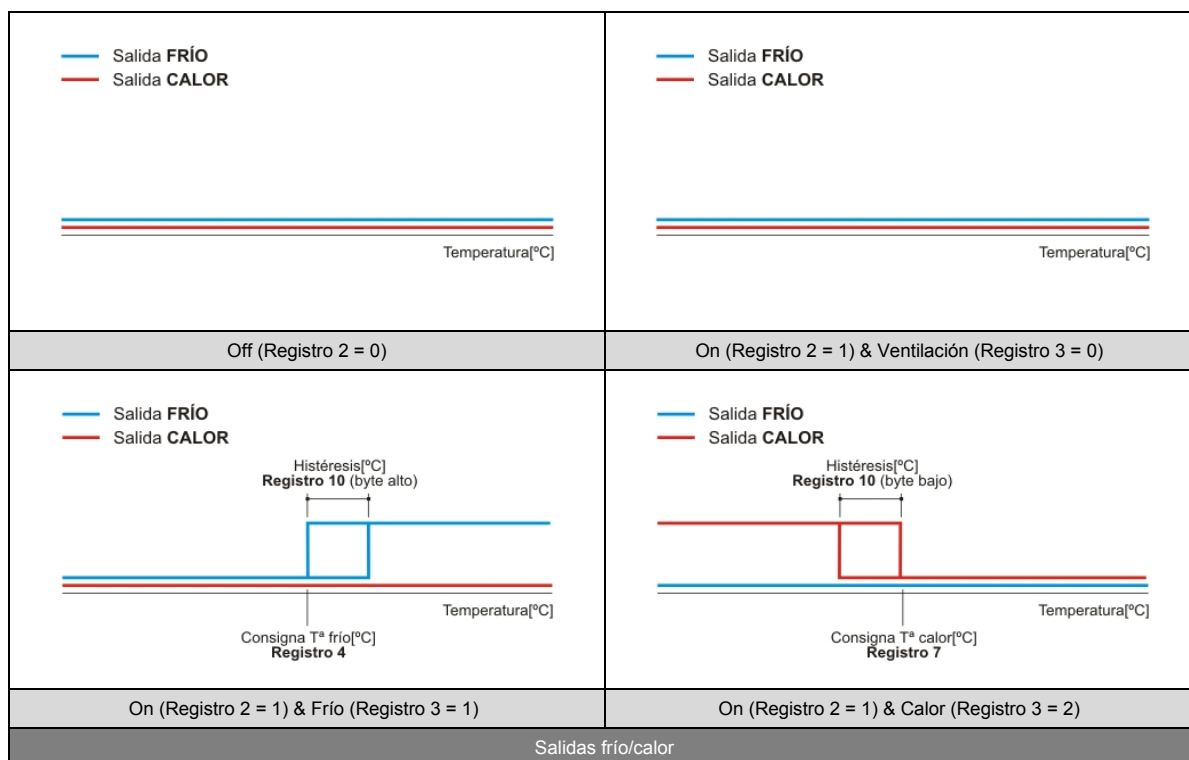 Salida FRÍO
Salida CALOR
Temperatura[ºC]
Off (Registro 2 = 0)
Salida FRÍO
Salida CALOR
Temperatura[ºC]
On (Registro 2 = 1) & Ventilación (Registro 3 = 0)
Salida FRÍO
Salida CALOR
Histéresis[ºC]
Registro 10 (byte alto)
Temperatura[ºC]
Consigna Tª frío[ºC]
Registro 4
On (Registro 2 = 1) & Frío (Registro 3 = 1)
Salida FRÍO
Salida CALOR
Histéresis[ºC]
Registro 10 (byte bajo)
Temperatura[ºC]
Consigna Tª calor[ºC]
Registro 7
On (Registro 2 = 1) & Calor (Registro 3 = 2)
Salidas frío/calor